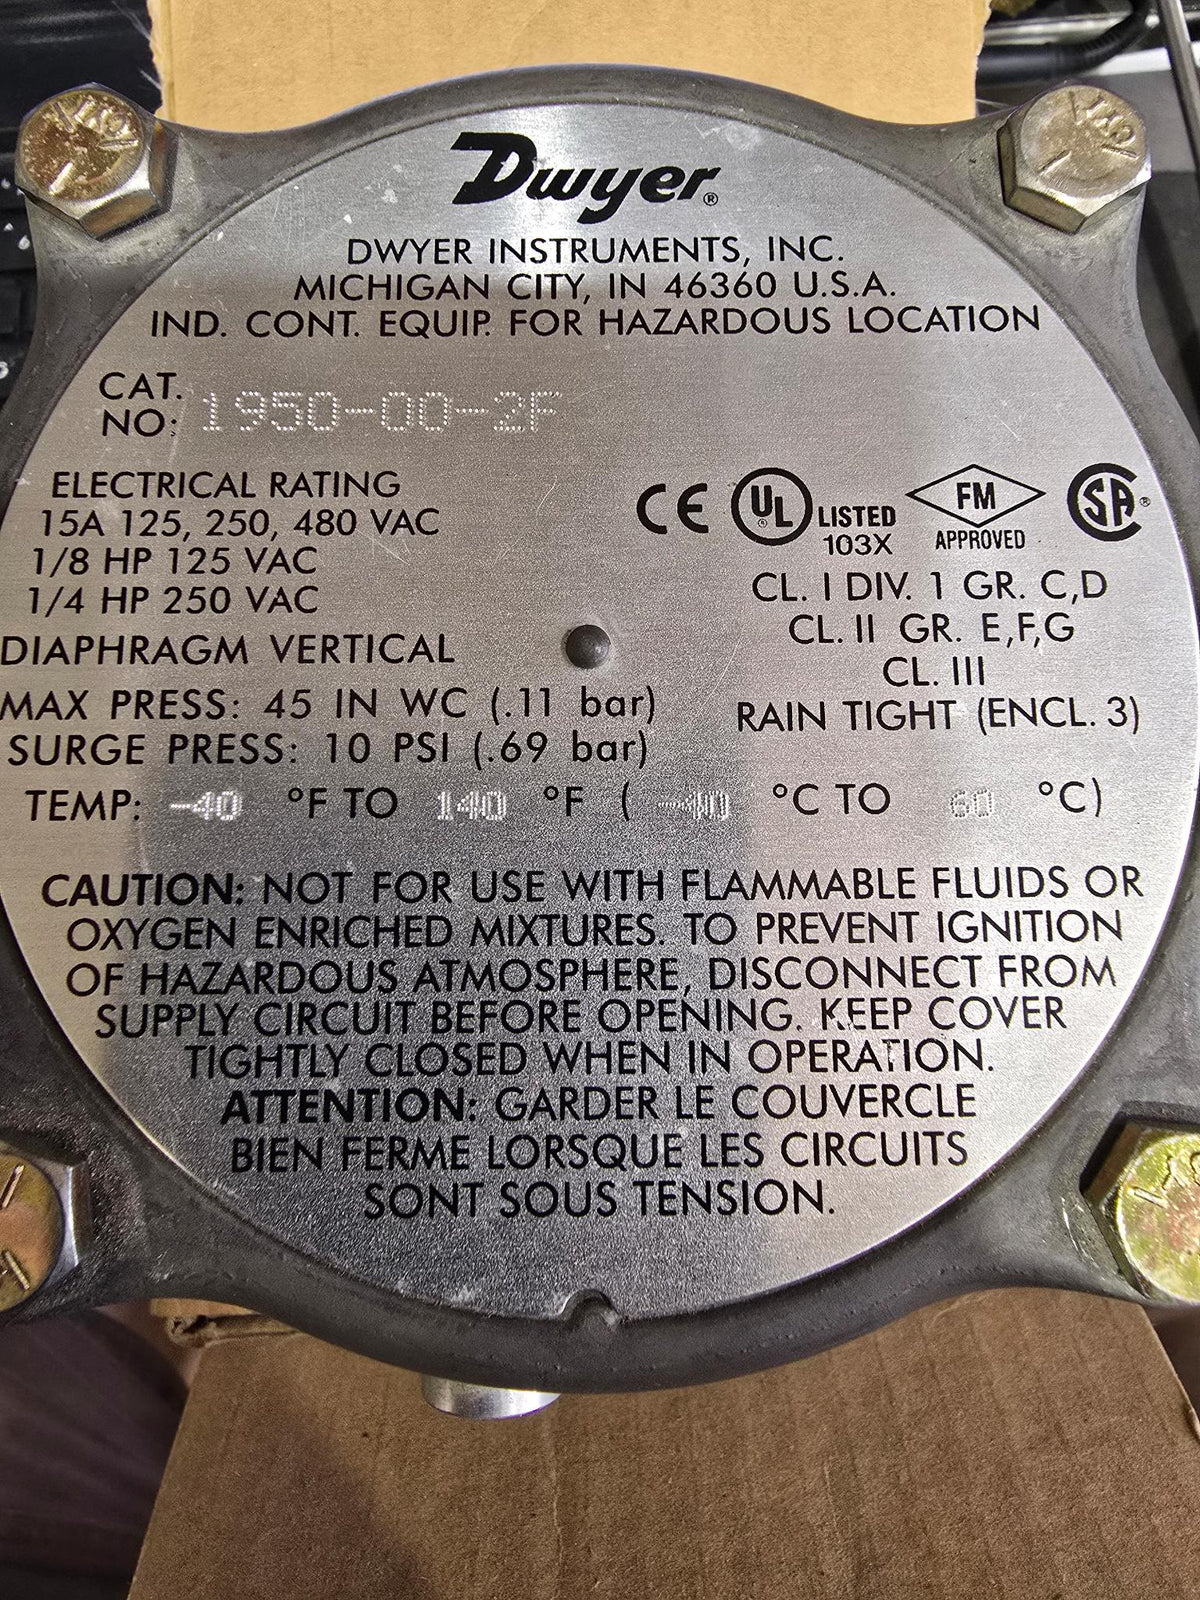 Dwyer®
DWYER INSTRUMENTS, INC.
MICHIGAN CITY, IN 46360 U.S.A.
IND. CONT. EQUIP. FOR HAZARDOUS LOCATION
CAT.
NO: 1950-00-2F
ELECTRICAL RATING
15A 125, 250, 480 VAC
1/8 HP 125 VAC
1/4 HP 250 VAC
DIAPHRAGM VERTICAL
MAX PRESS: 45 IN WC (.11 bar)
SURGE PRESS: 10 PSI (.69 bar)
CE UL® LISTED
103X
FM
APPROVED
SA®
CL. I DIV. 1 GR. C,D
CL. II GR. E,F,G
CL. III
RAIN TIGHT (ENCL. 3)
TEMP: -40 °F TO 140 °F ( -40 °C TO 60 °C)
CAUTION: NOT FOR USE WITH FLAMMABLE FLUIDS OR
OXYGEN ENRICHED MIXTURES. TO PREVENT IGNITION
OF HAZARDOUS ATMOSPHERE, DISCONNECT FROM
SUPPLY CIRCUIT BEFORE OPENING. KEEP COVER
TIGHTLY CLOSED WHEN IN OPERATION.
ATTENTION: GARDER LE COUVERCLE
BIEN FERME LORSQUE LES CIRCUITS
SONT SOUS TENSION.